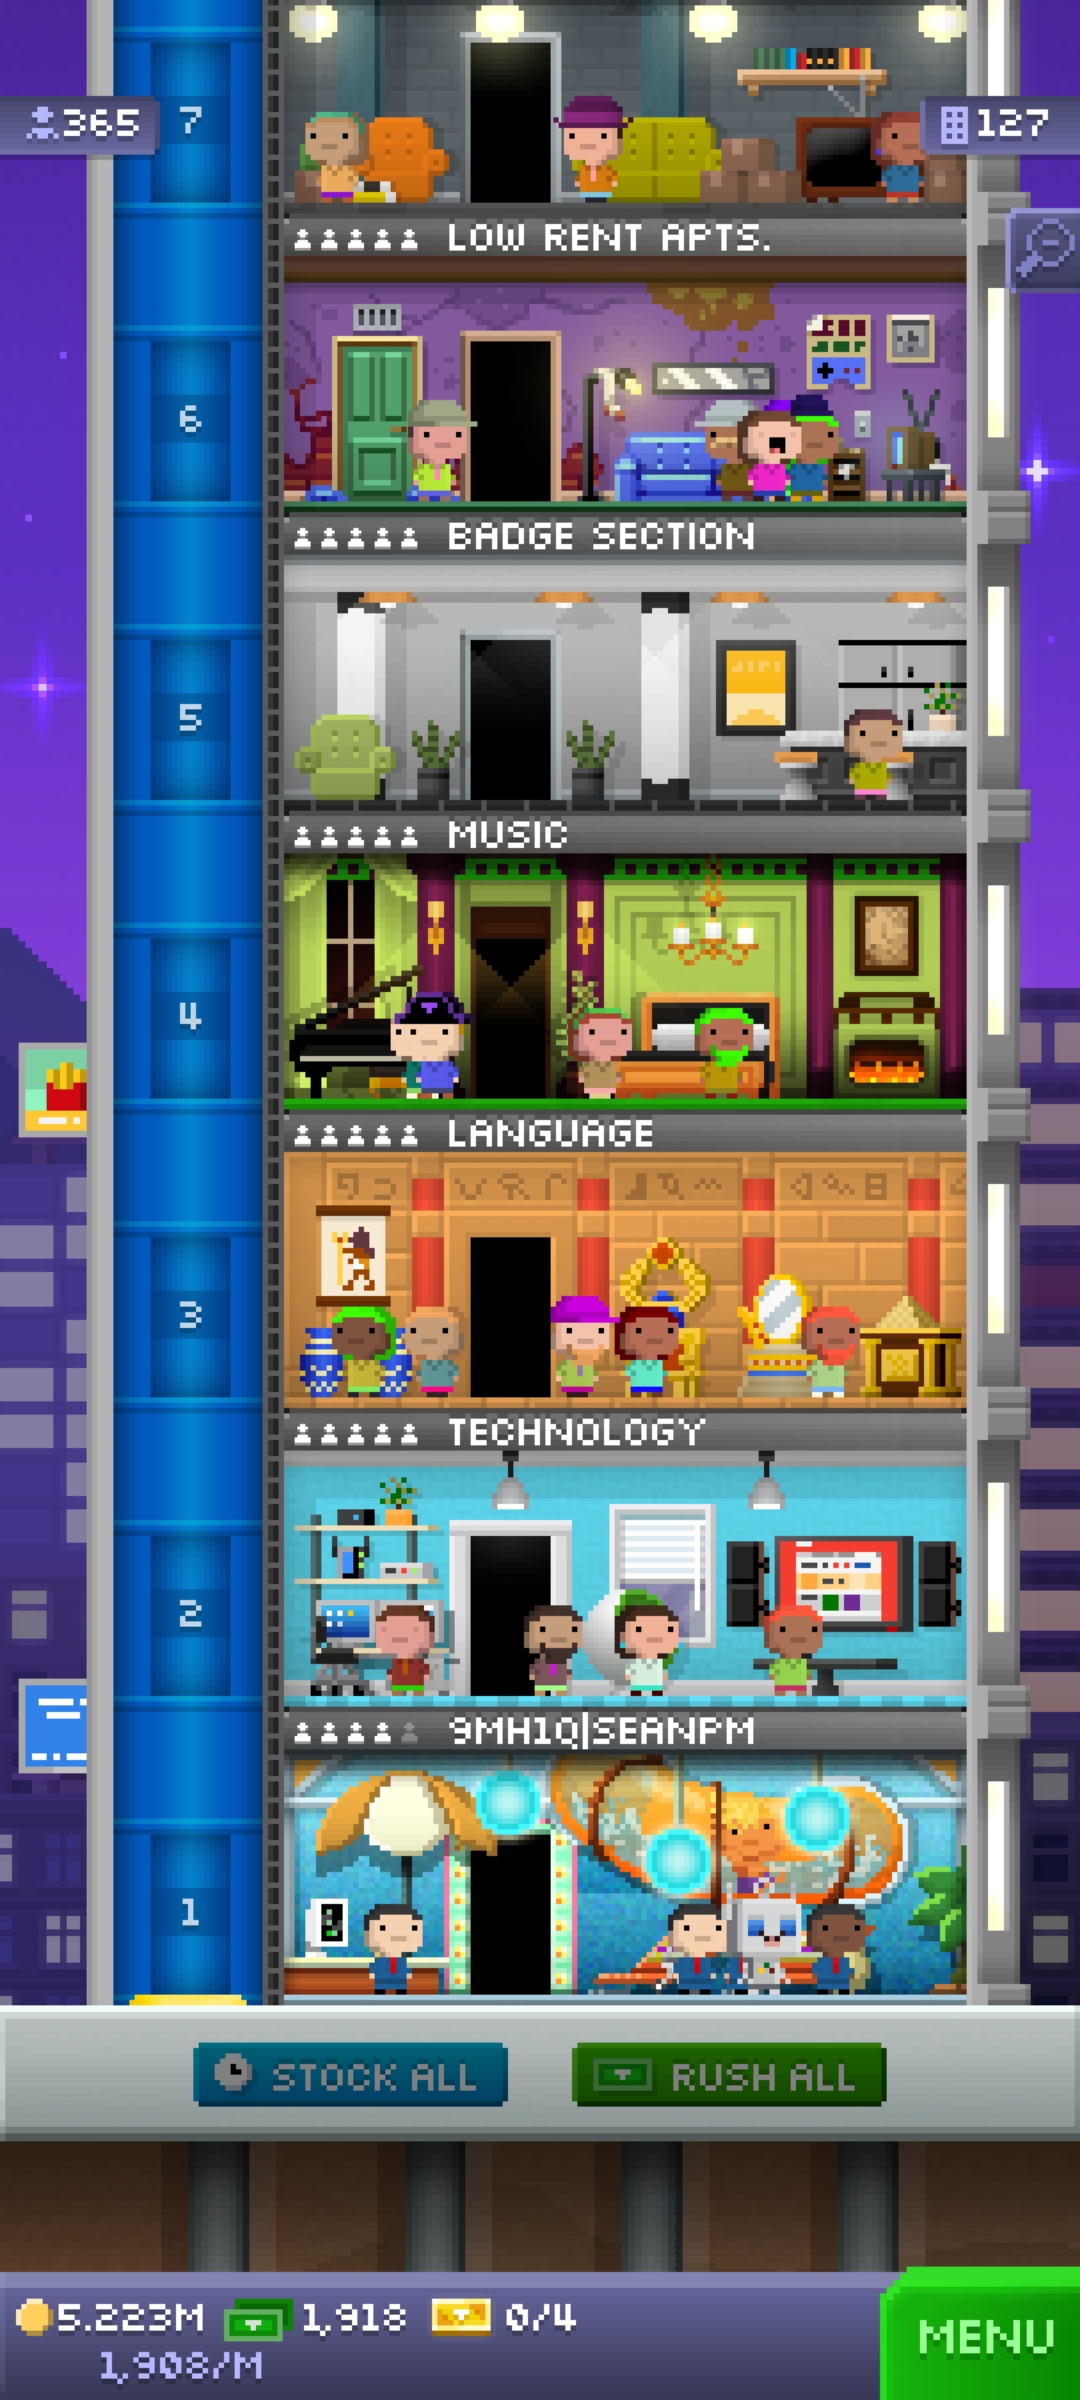 365
7
127
LOW RENT APTS.
6
BADGE SECTION
5
MUSIC
4
LANGUAGE
3
TECHNOLOGY
2
9MH1Q|SEANPM
1
STOCK ALL
RUSH ALL
5.223M
1,918
0/4
MENU
1,908/M